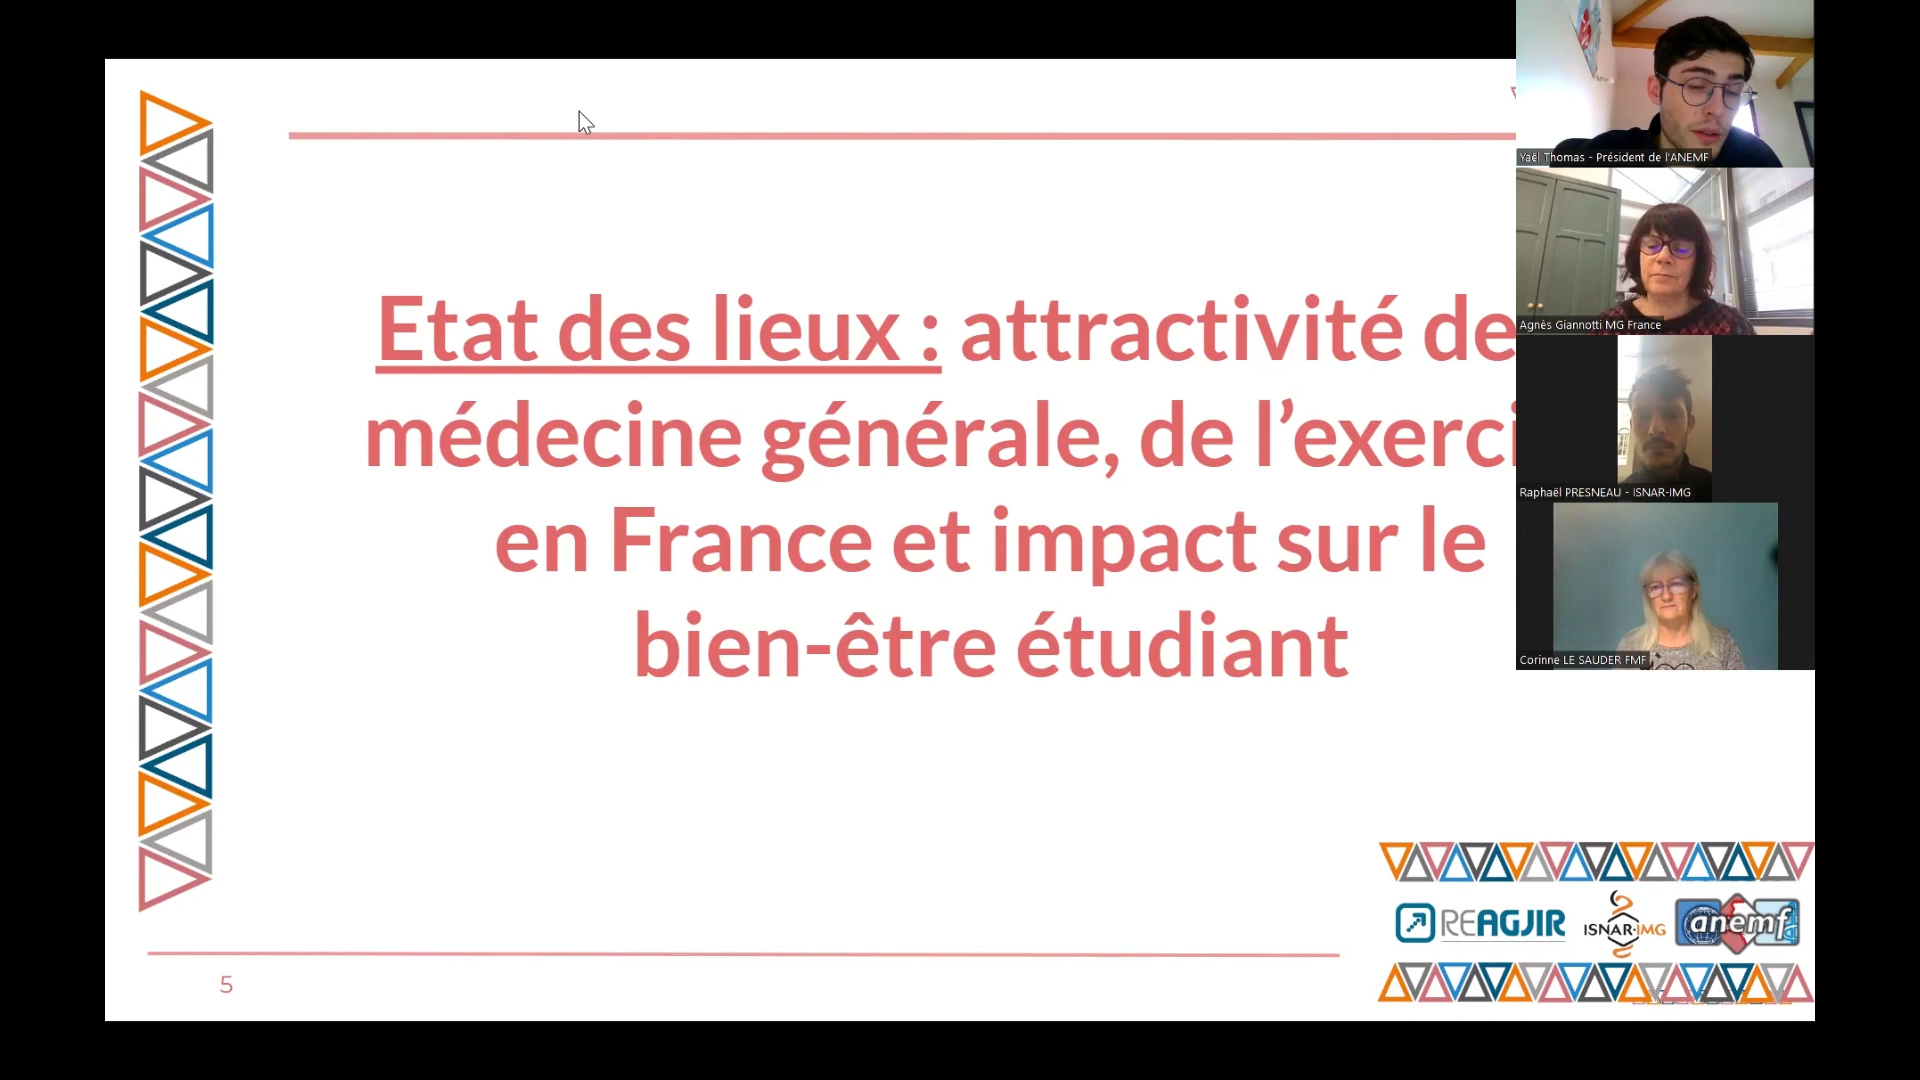 Etat des lieux : attractivité de
médecine générale, de l’exerci
en France et impact sur le
bien-être étudiant
5
REAGJIR
ISNAR-IMG
anemf
Yaël Thomas - Président de l'ANEMF
Agnès Giannotti MG France
Raphaël PRESNEAU - ISNAR-IMG
Corinne LE SAUDER FMF